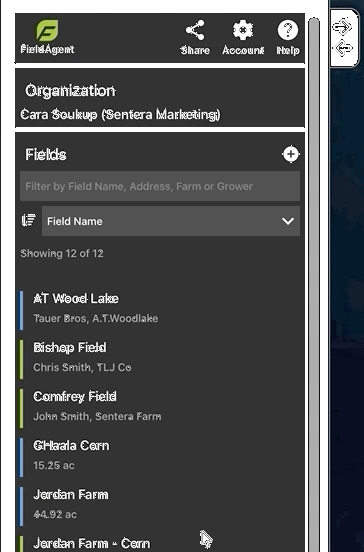 FieldAgent
Share Account Help
Organization
Cara Soukup (Sentera Marketing)
Fields
Filter by Field Name, Address, Farm or Grower
Field Name
Showing 12 of 12
AT Wood Lake
Tauer Bros, A.T.Woodlake
Bishop Field
Chris Smith, TLJ Co
Comfrey Field
John Smith, Sentera Farm
GHaala Corn
15.25 ac
Jordan Farm
44.92 ac
Jordan Farm - Corn